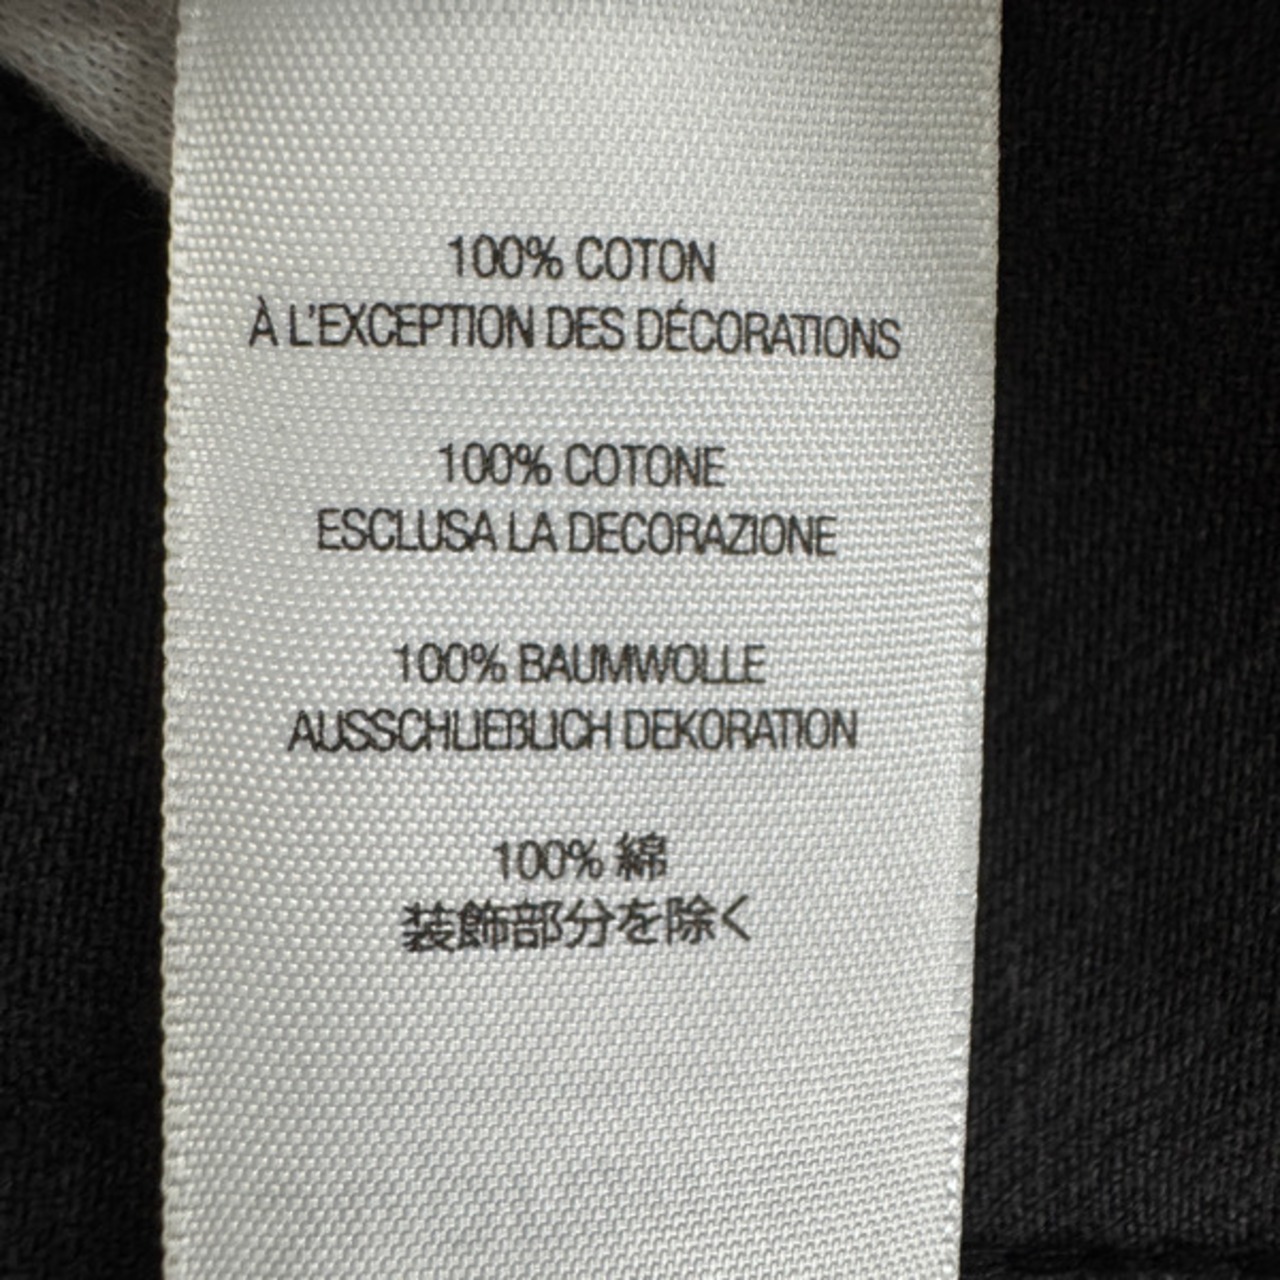 100% COTON
À L'EXCEPTION DES DÉCORATIONS
100% COTONE
ESCLUSA LA DECORAZIONE
100% BAUMWOLLE
AUSSCHLIEBLICH DEKORATION
100% 綿
装飾部分を除く